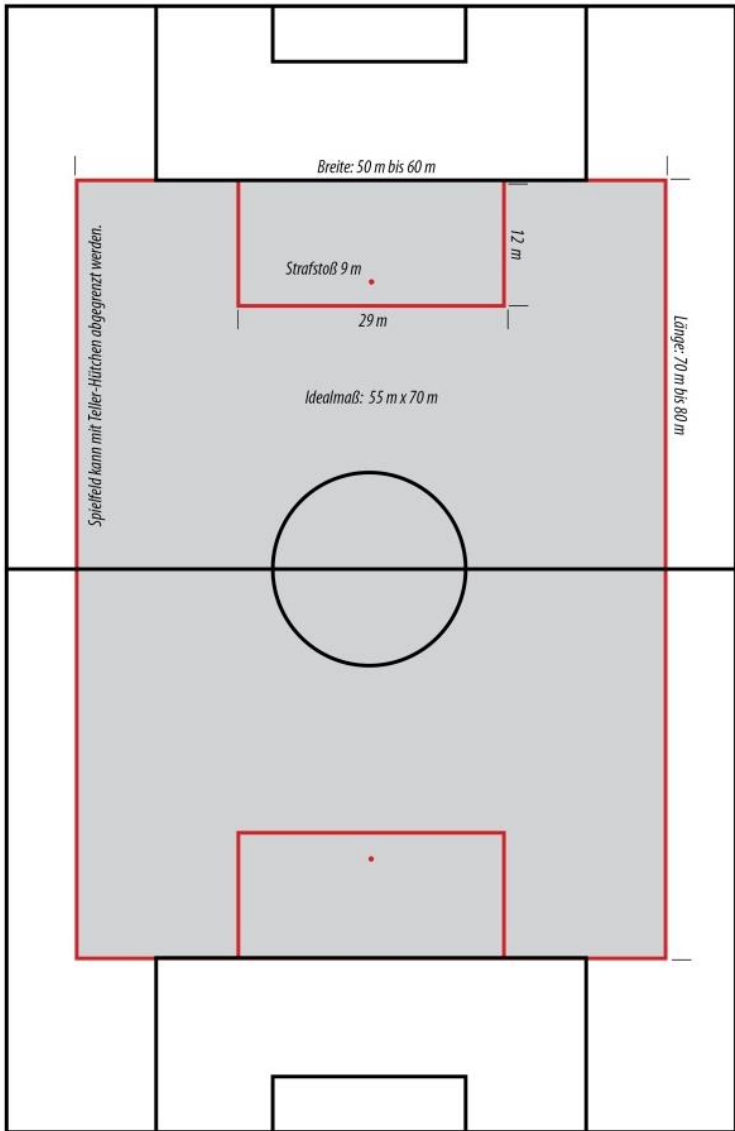 Breite: 50 m bis 60 m
Spielfeld kann mit Teller-Hütchen abgegrenzt werden.
12 m
Strafstoß 9 m
29 m
Länge: 70 m bis 80 m
Idealmaß: 55 m x 70 m